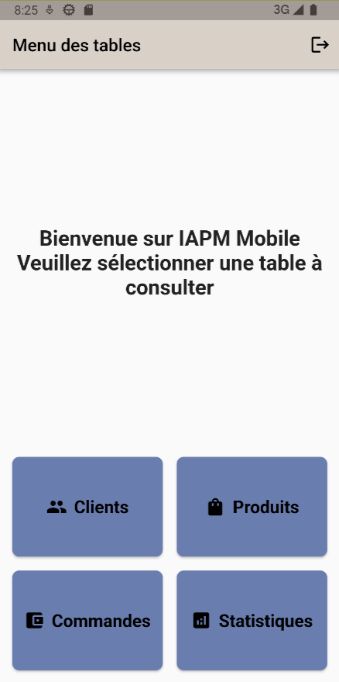 8:25 3G
Menu des tables
Bienvenue sur IAPM Mobile
Veuillez sélectionner une table à
consulter
Clients Produits
Commandes Statistiques